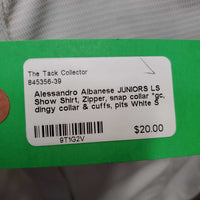 The Tack Collector
845356-39
Alessandro Albanese JUNIORS LS
Show Shirt, Zipper, snap collar *gc,
dingy collar & cuffs, pits White S
$20.00
9T1G2V